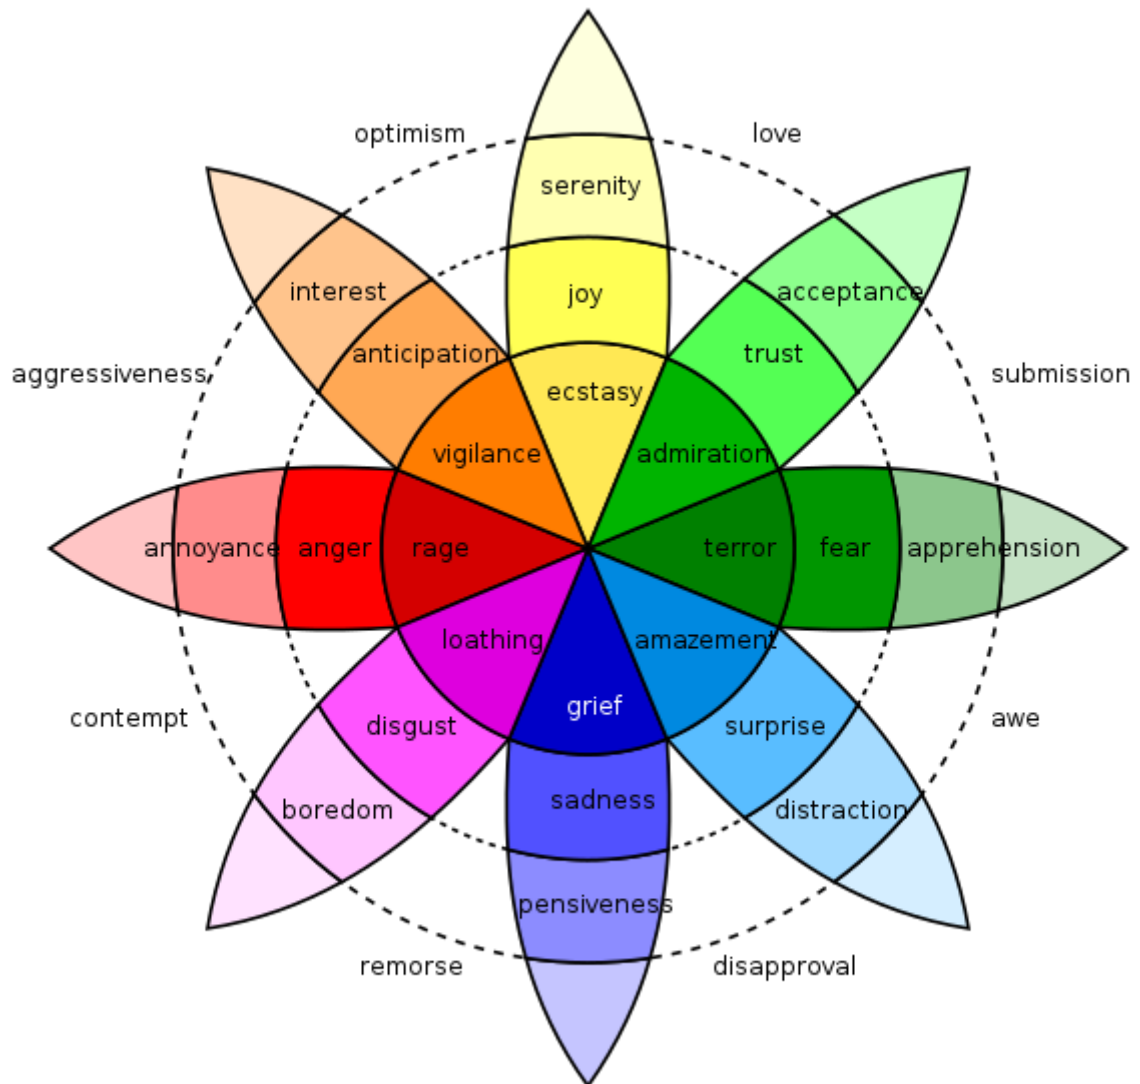 optimism
love
serenity
interest
joy
acceptance
anticipation
trust
aggressiveness
submission
ecstasy
vigilance
admiration
annoyance
anger
rage
terror
fear
apprehension
loathing
amazement
grief
contempt
disgust
surprise
awe
boredom
sadness
distraction
pensiveness
remorse
disapproval